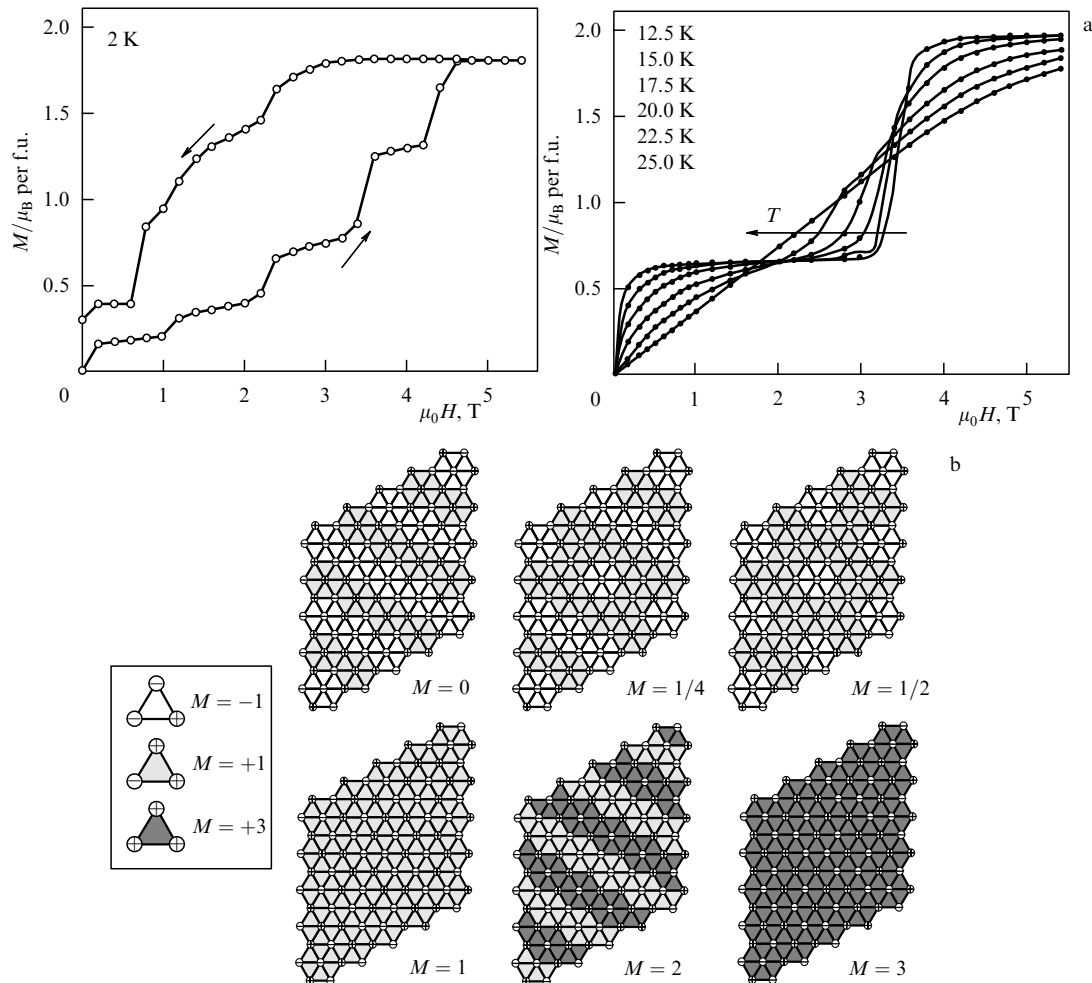 2 K
2.0
1.5
1.0
0.5
0
1
2
3
4
5
M/μB per f.u.
μ0H, T
a
12.5 K
15.0 K
17.5 K
20.0 K
22.5 K
25.0 K
T
2.0
1.5
1.0
0.5
0
1
2
3
4
5
M/μB per f.u.
μ0H, T
b
M = 0
M = 1/4
M = 1/2
M = −1
M = +1
M = +3
M = 1
M = 2
M = 3